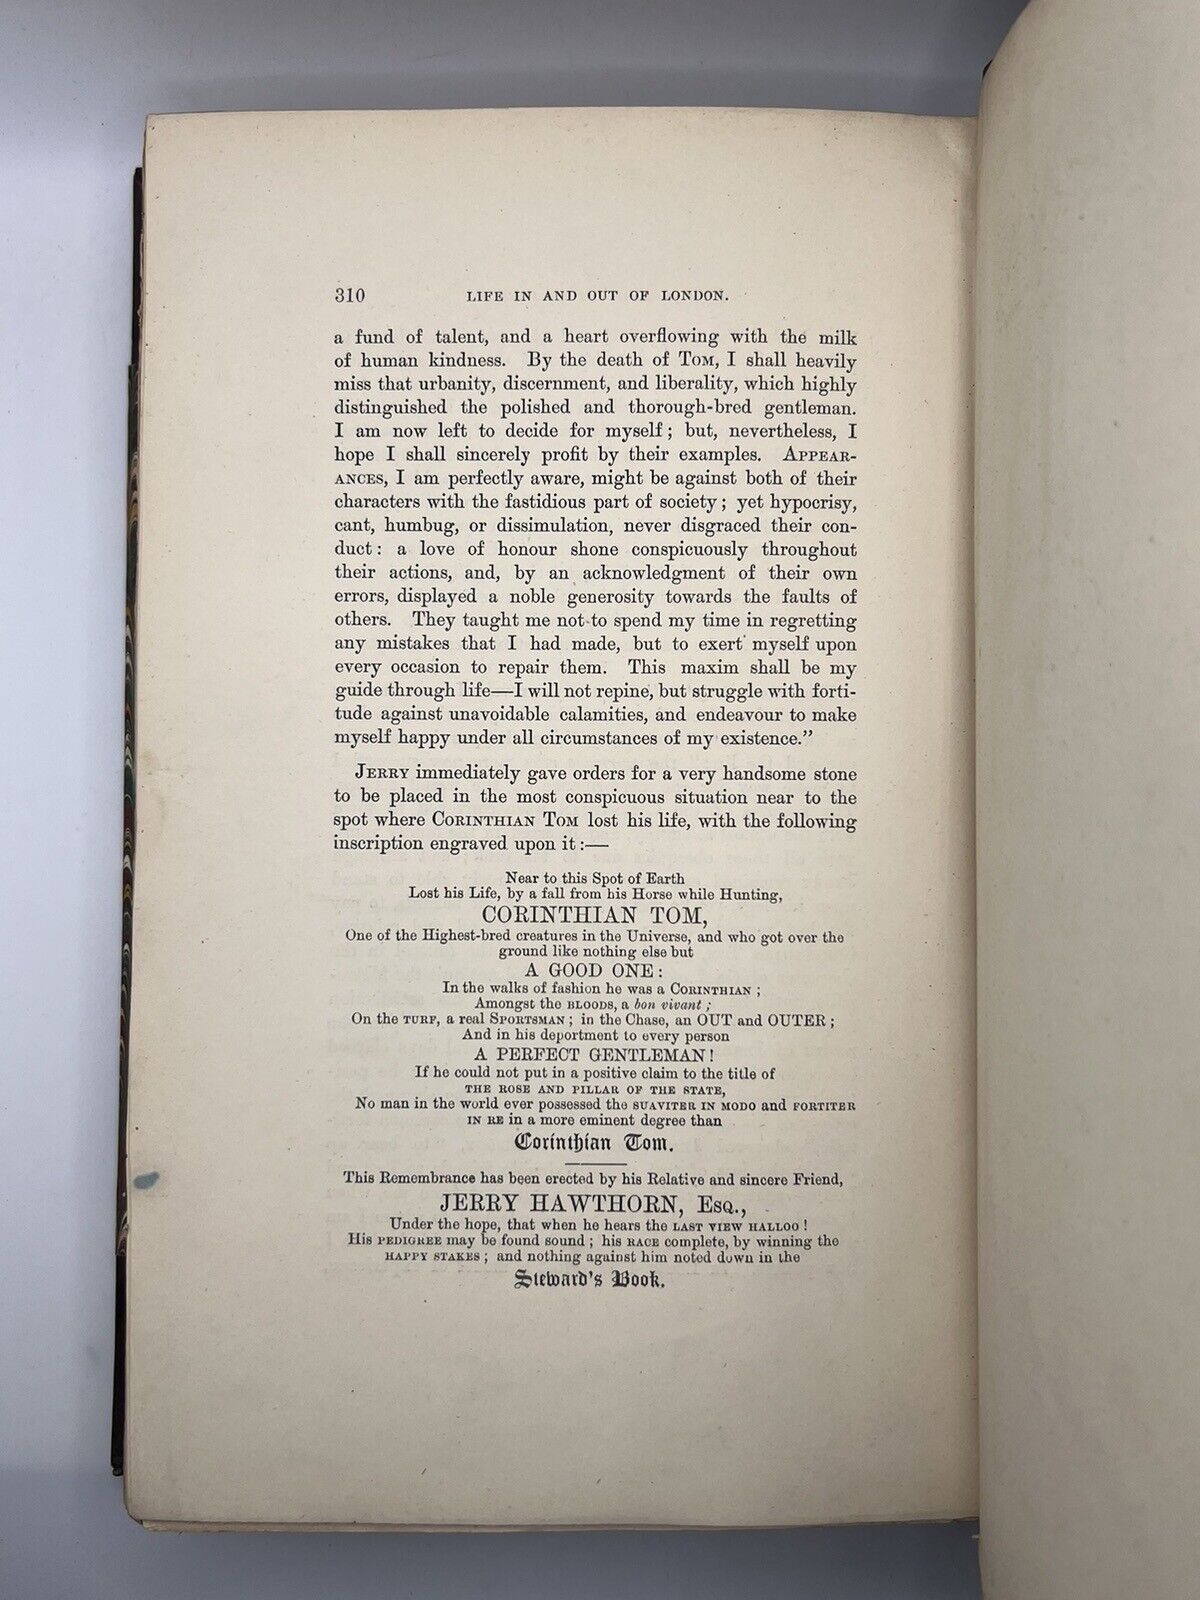 310 LIFE IN AND OUT OF LONDON.
a fund of talent, and a heart overflowing with the milk
of human kindness. By the death of TOM, I shall heavily
miss that urbanity, discernment, and liberality, which highly
distinguished the polished and thorough-bred gentleman.
I am now left to decide for myself; but, nevertheless, I
hope I shall sincerely profit by their examples. APPEAR-
ANCES, I am perfectly aware, might be against both of their
characters with the fastidious part of society; yet hypocrisy,
cant, humbug, or dissimulation, never disgraced their con-
duct: a love of honour shone conspicuously throughout
their actions, and, by an acknowledgment of their own
errors, displayed a noble generosity towards the faults of
others. They taught me not to spend my time in regretting
any mistakes that I had made, but to exert myself upon
every occasion to repair them. This maxim shall be my
guide through life—I will not repine, but struggle with forti-
tude against unavoidable calamities, and endeavour to make
myself happy under all circumstances of my existence.”
JERRY immediately gave orders for a very handsome stone
to be placed in the most conspicuous situation near to the
spot where CORINTHIAN TOM lost his life, with the following
inscription engraved upon it:—
Near to this Spot of Earth
Lost his Life, by a fall from his Horse while Hunting,
CORINTHIAN TOM,
One of the Highest-bred creatures in the Universe, and who got over the
ground like nothing else but
A GOOD ONE:
In the walks of fashion he was a CORINTHIAN;
Amongst the BLOODS, a bon vivant;
On the TURF, a real SPORTSMAN; in the Chase, an OUT and OUTER;
And in his deportment to every person
A PERFECT GENTLEMAN!
If he could not put in a positive claim to the title of
THE ROSE AND PILLAR OF THE STATE,
No man in the world ever possessed the SUAVITER IN MODO and FORTITER
IN RE in a more eminent degree than
Corinthian Tom.
This Remembrance has been erected by his Relative and sincere Friend,
JERRY HAWTHORN, ESQ.,
Under the hope, that when he hears the LAST VIEW HALLOO!
His PEDIGREE may be found sound; his RACE complete, by winning the
HAPPY STAKES; and nothing against him noted down in the
Steward's Book.